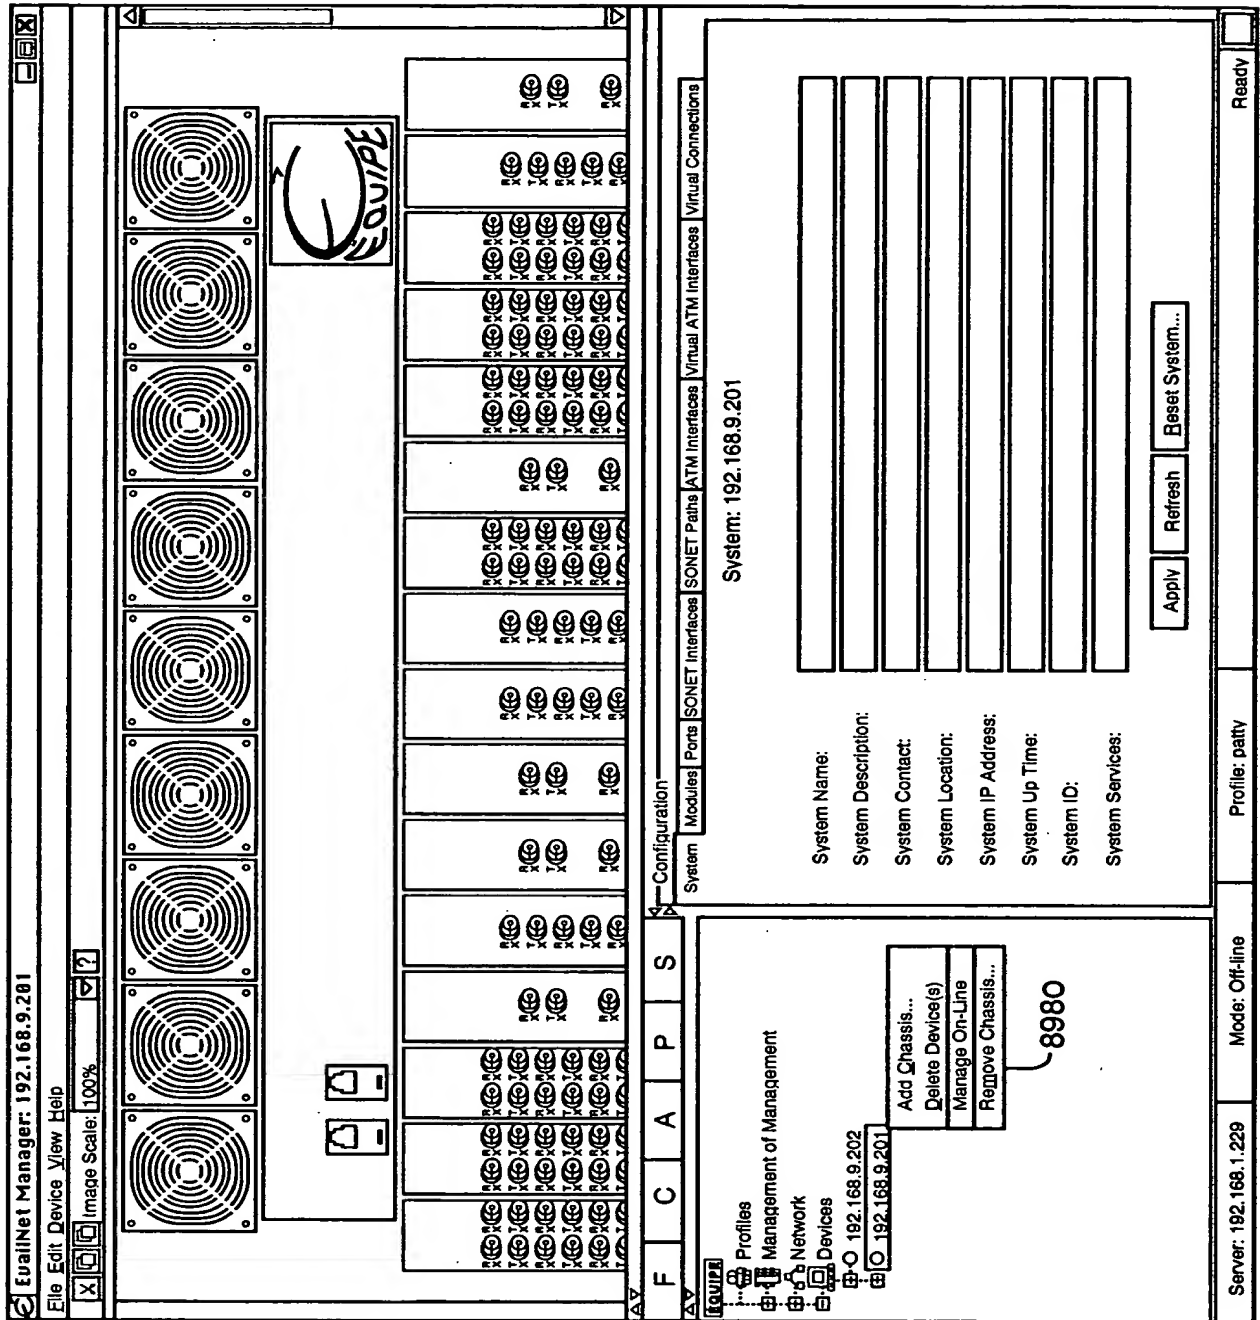 EualiNet Manager: 192.168.9.201
File Edit Device View Help
X Image Scale: 100% ?
EQUIPE
F C A P S
EQUIPE
Profiles
Management of Management
Network
Devices
192.168.9.202
192.168.9.201
Add Chassis...
Delete Device(s)
Manage On-Line
Remove Chassis...
8980
Configuration
System Modules Ports SONET Interfaces SONET Paths ATM Interfaces Virtual ATM Interfaces Virtual Connections
System: 192.168.9.201
System Name:
System Description:
System Contact:
System Location:
System IP Address:
System Up Time:
System ID:
System Services:
Apply Refresh Reset System...
Server: 192.168.1.229 Mode: Off-line Profile: patty Ready